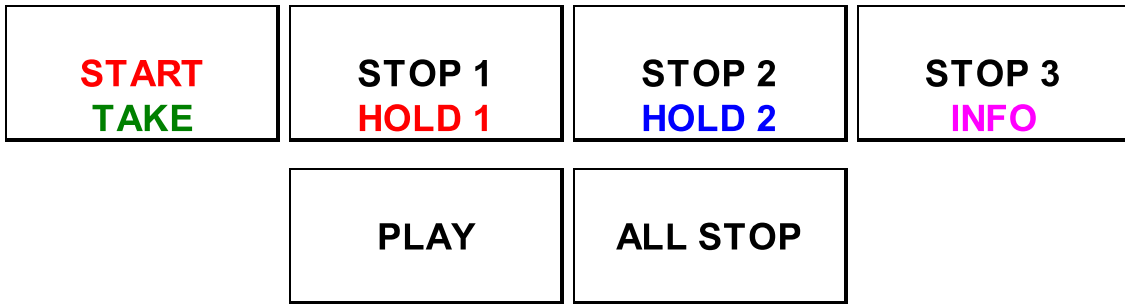 START
TAKE
STOP 1
HOLD 1
STOP 2
HOLD 2
STOP 3
INFO
PLAY
ALL STOP